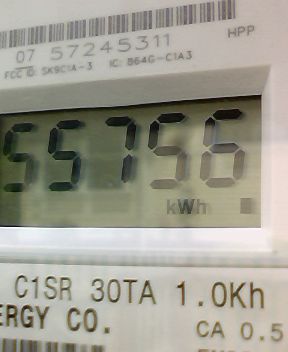 HPP
07 57245311
FCC ID: SK9C1A-3 IC: 864G-C1A3
55756
kWh
C1SR 30TA 1.0Kh
ERGY CO.
CA 0.5